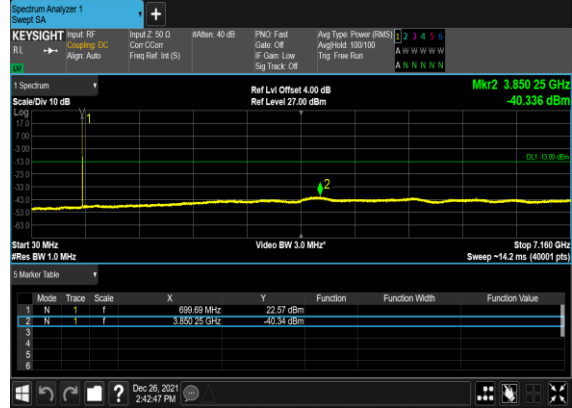 Spectrum Analyzer 1
Swept SA
+
KEYSIGHT Input: RF Input Z: 50 Ω #Atten: 40 dB PNO: Fast Avg Type: Power (RMS) 1 2 3 4 5 6
RL Coupling: DC Corr CCorr Gate: Off Avg|Hold: 100/100 A W W W W W
Align: Auto Freq Ref: Int (S) IF Gain: Low Trig: Free Run
Sig Track: Off A N N N N N
1 Spectrum Ref Lvl Offset 4.00 dB Mkr2 3.850 25 GHz
Scale/Div 10 dB Ref Level 27.00 dBm -40.336 dBm
Log
17.0 1
7.00
-3.00
-13.0 DL1 -13.00 dBm
-23.0
-33.0 2
-43.0
-53.0
-63.0
Start 30 MHz Video BW 3.0 MHz* Stop 7.160 GHz
#Res BW 1.0 MHz Sweep ~14.2 ms (40001 pts)
5 Marker Table
Mode Trace Scale X Y Function Function Width Function Value
1 N 1 f 699.69 MHz 22.57 dBm
2 N 1 f 3.850 25 GHz -40.34 dBm
3
4
5
6
? Dec 26, 2021
2:42:47 PM